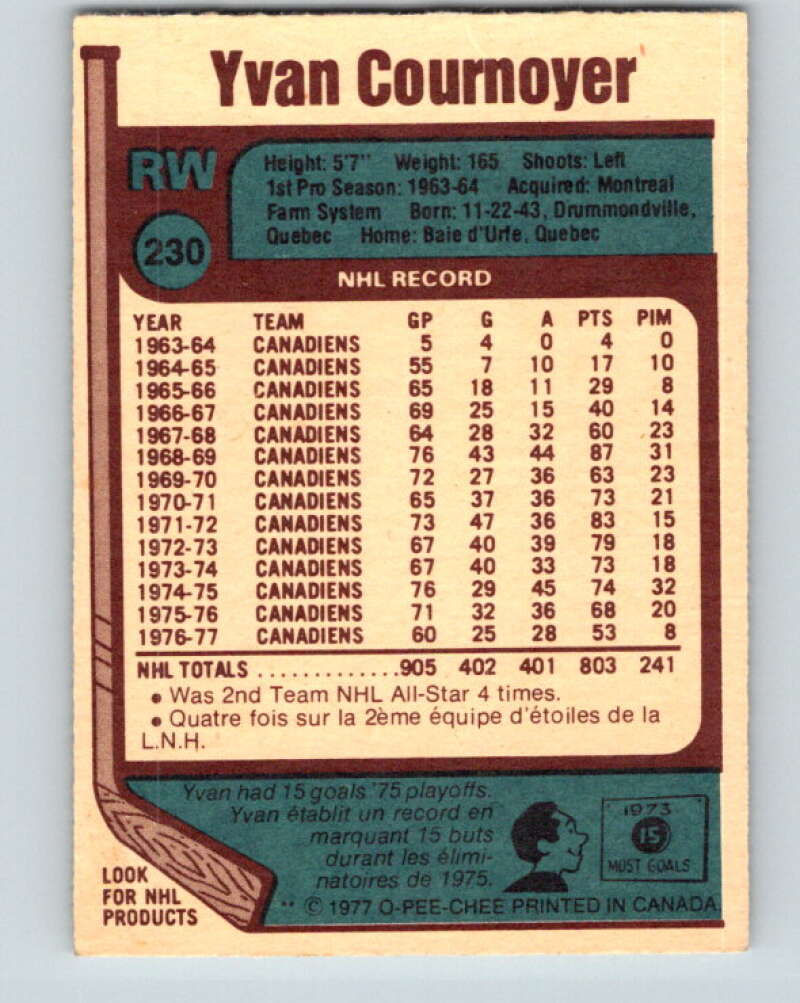 Yvan Cournoyer
RW
230
Height: 5'7" Weight: 165 Shoots: Left
1st Pro Season: 1963-64 Acquired: Montreal
Farm System Born: 11-22-43, Drummondville,
Quebec Home: Baie d'Urfe, Quebec
NHL RECORD
YEAR TEAM GP G A PTS PIM
1963-64 CANADIENS 5 4 0 4 0
1964-65 CANADIENS 55 7 10 17 10
1965-66 CANADIENS 65 18 11 29 8
1966-67 CANADIENS 69 25 15 40 14
1967-68 CANADIENS 64 28 32 60 23
1968-69 CANADIENS 76 43 44 87 31
1969-70 CANADIENS 72 27 36 63 23
1970-71 CANADIENS 65 37 36 73 21
1971-72 CANADIENS 73 47 36 83 15
1972-73 CANADIENS 67 40 39 79 18
1973-74 CANADIENS 67 40 33 73 18
1974-75 CANADIENS 76 29 45 74 32
1975-76 CANADIENS 71 32 36 68 20
1976-77 CANADIENS 60 25 28 53 8
NHL TOTALS .............905 402 401 803 241
• Was 2nd Team NHL All-Star 4 times.
• Quatre fois sur la 2ème équipe d'étoiles de la
L.N.H.
Yvan had 15 goals '75 playoffs.
Yvan établit un record en
marquant 15 buts
durant les élimi-
natoires de 1975.
1973
15
MOST GOALS
LOOK
FOR NHL
PRODUCTS
** © 1977 O-PEE-CHEE PRINTED IN CANADA.